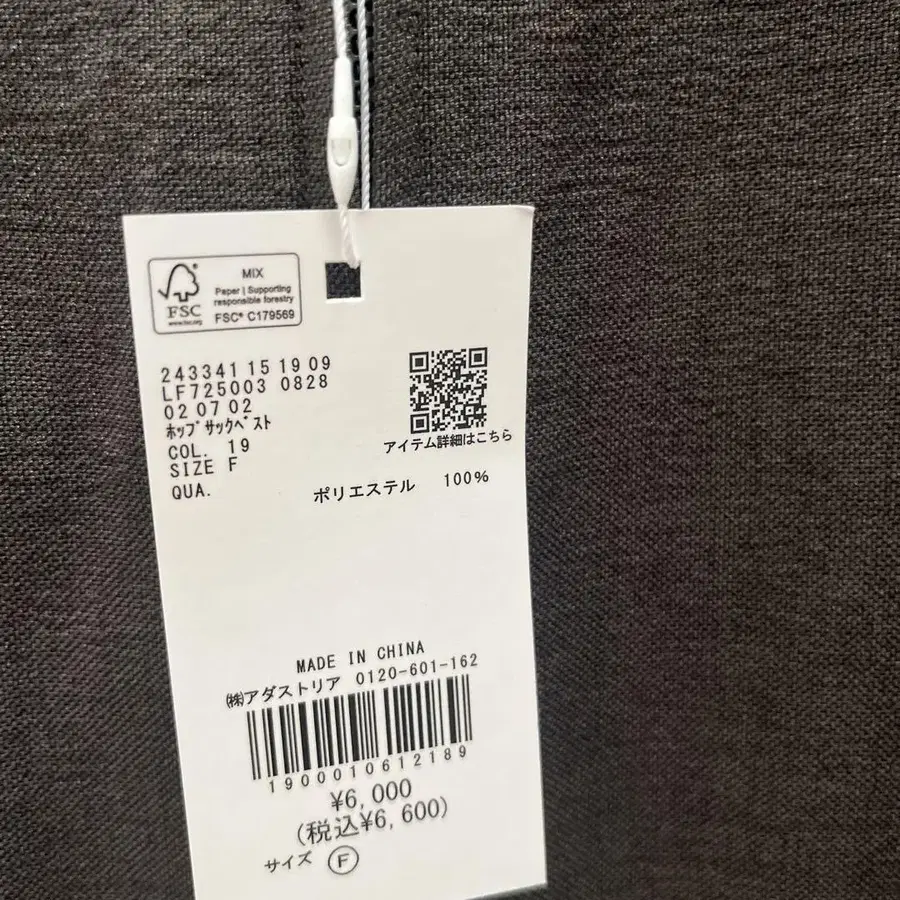 MIX
Paper | Supporting
responsible forestry
FSC® C179569
FSC
www.fsc.org
243341 15 19 09
LF725003 0828
02 07 02
ﾎｯﾌﾟｻｯｸﾍﾞｽﾄ
COL. 19
SIZE F
QUA.
アイテム詳細はこちら
ポリエステル 100%
MADE IN CHINA
㈱アダストリア 0120-601-162
1900010612189
¥6,000
(税込¥6,600)
サイズ F